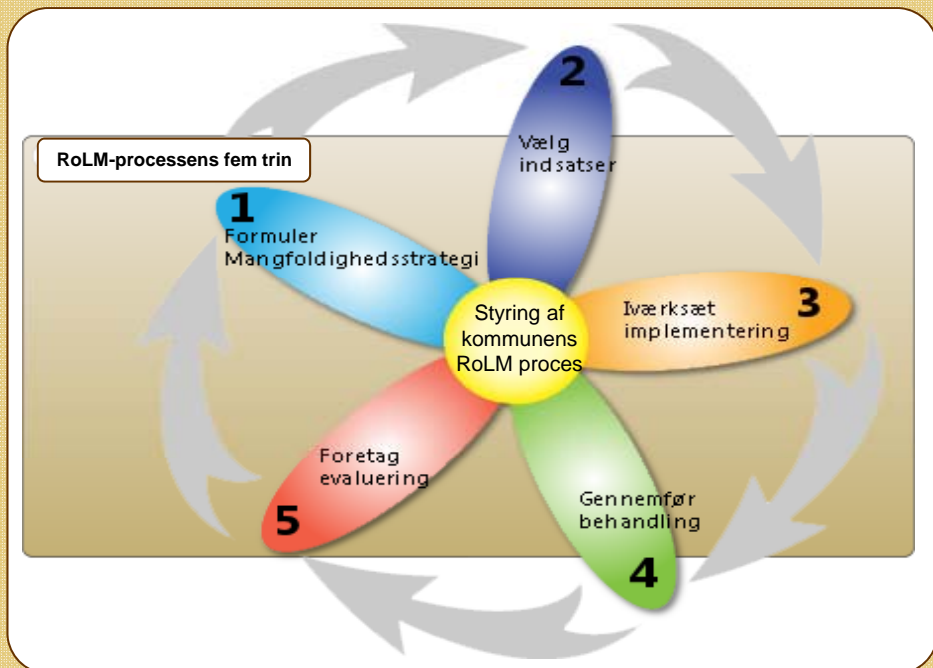 RoLM-processens fem trin
1
Formuler
Mangfoldighedsstrategi
2
Vælg
indsatser
3
Iværksæt
implementering
4
Gennemfør
behandling
5
Foretag
evaluering
Styring af
kommunens
RoLM proces